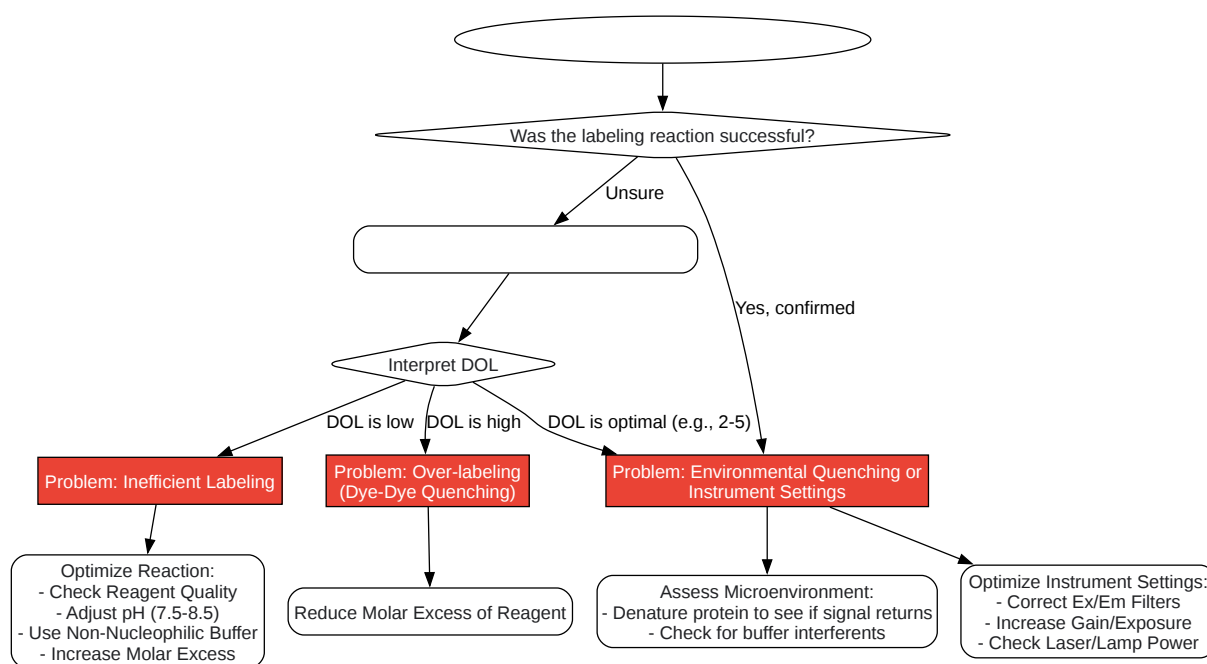 Was the labeling reaction successful?
Unsure
Yes, confirmed
Interpret DOL
DOL is low
DOL is high
DOL is optimal (e.g., 2-5)
Problem: Inefficient Labeling
Problem: Over-labeling
(Dye-Dye Quenching)
Problem: Environmental Quenching or
Instrument Settings
Optimize Reaction:
- Check Reagent Quality
- Adjust pH (7.5-8.5)
- Use Non-Nucleophilic Buffer
- Increase Molar Excess
Reduce Molar Excess of Reagent
Assess Microenvironment:
- Denature protein to see if signal returns
- Check for buffer interferents
Optimize Instrument Settings:
- Correct Ex/Em Filters
- Increase Gain/Exposure
- Check Laser/Lamp Power